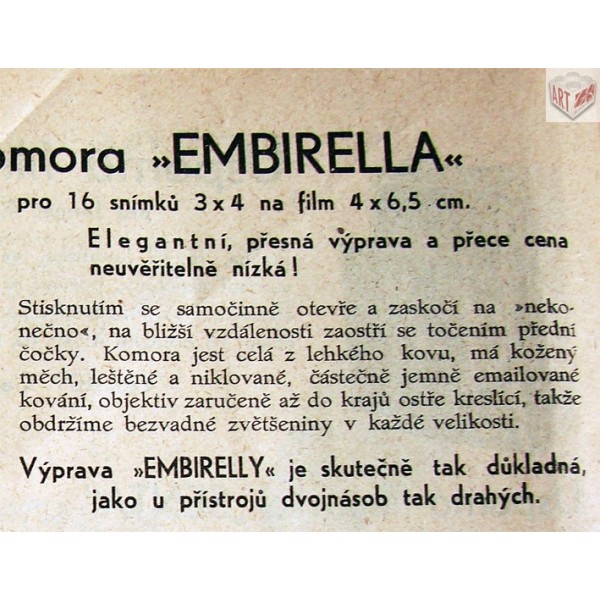 omora »EMBIRELLA«
pro 16 snímků 3x4 na film 4x6,5 cm.
Elegantní, přesná výprava a přece cena
neuvěřitelně nízká!
Stisknutím se samočinně otevře a zaskočí na »neko-
nečno«, na bližší vzdálenosti zaostří se točením přední
čočky. Komora jest celá z lehkého kovu, má kožený
měch, leštěné a niklované, částečně jemně emailované
kování, objektiv zaručeně až do krajů ostře kreslící, takže
obdržíme bezvadné zvětšeniny v každé velikosti.
Výprava »EMBIRELLY« je skutečně tak důkladná,
jako u přístrojů dvojnásob tak drahých.